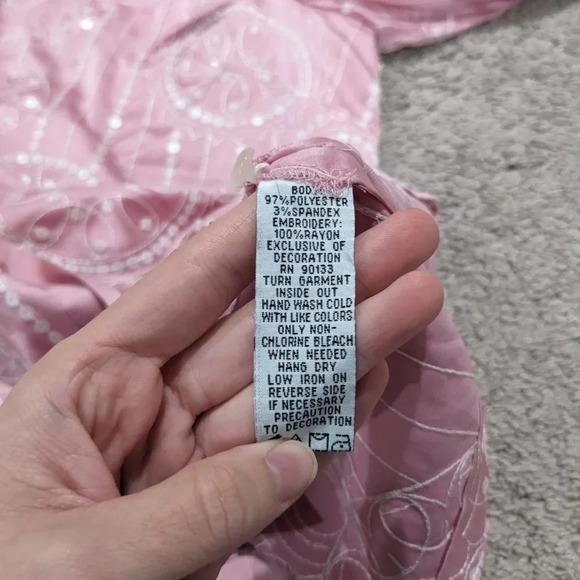 BODY:
97%POLYESTER
3%SPANDEX
EMBROIDERY:
100%RAYON
EXCLUSIVE OF
DECORATION
RN 90133
TURN GARMENT
INSIDE OUT
HAND WASH COLD
WITH LIKE COLORS
ONLY NON-
CHLORINE BLEACH
WHEN NEEDED
HANG DRY
LOW IRON ON
REVERSE SIDE
IF NECESSARY
PRECAUTION
TO DECORATION